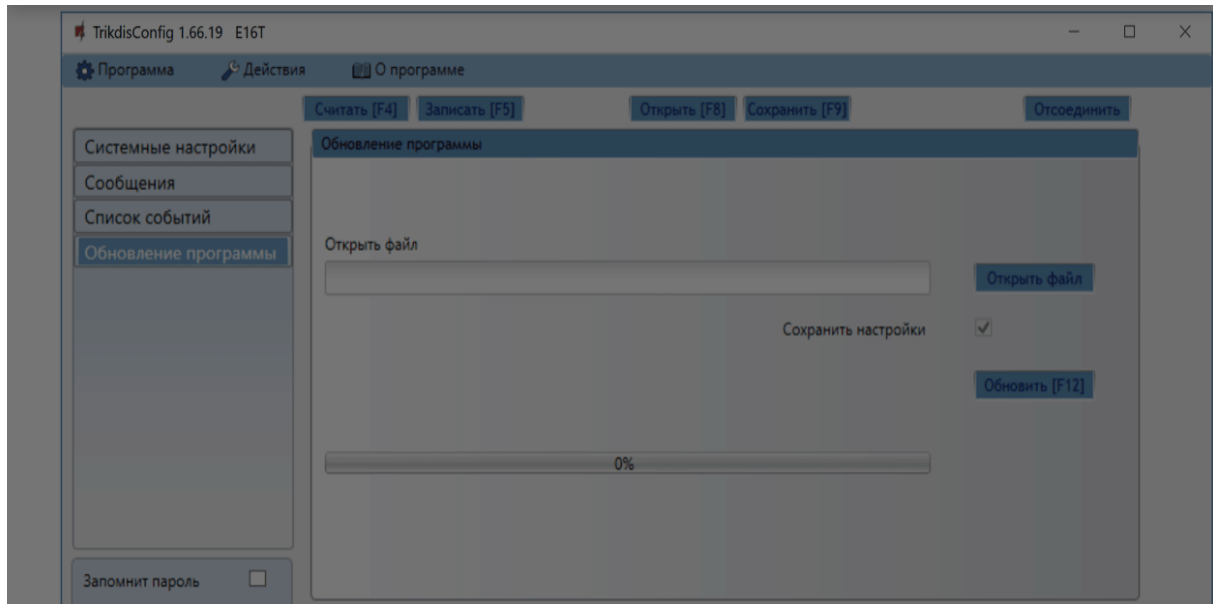 TrikdisConfig 1.66.19 E16T
Программа Действия О программе
Считать [F4] Записать [F5] Открыть [F8] Сохранить [F9] Отсоединить
Системные настройки
Сообщения
Список событий
Обновление программы
Обновление программы
Открыть файл
Открыть файл
Сохранить настройки
Обновить [F12]
0%
Запомнит пароль